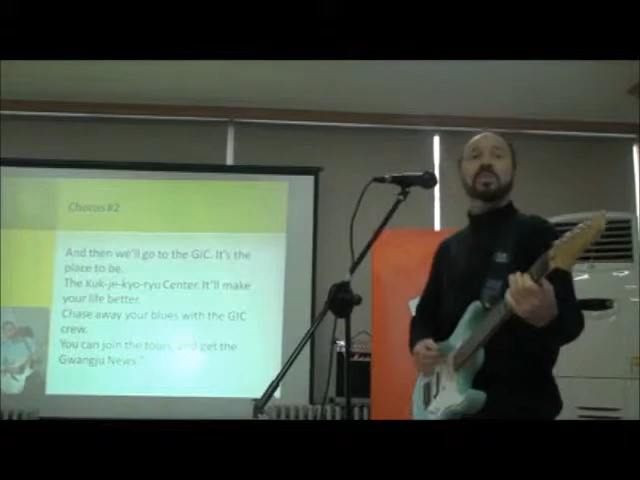 Chorus #2
And then we'll go to the GIC. It's the
place to be.
The Kuk-je-kyo-ryu Center. It'll make
your life better.
Chase away your blues with the GIC
crew.
You can join the tours, and get the
Gwangju News."